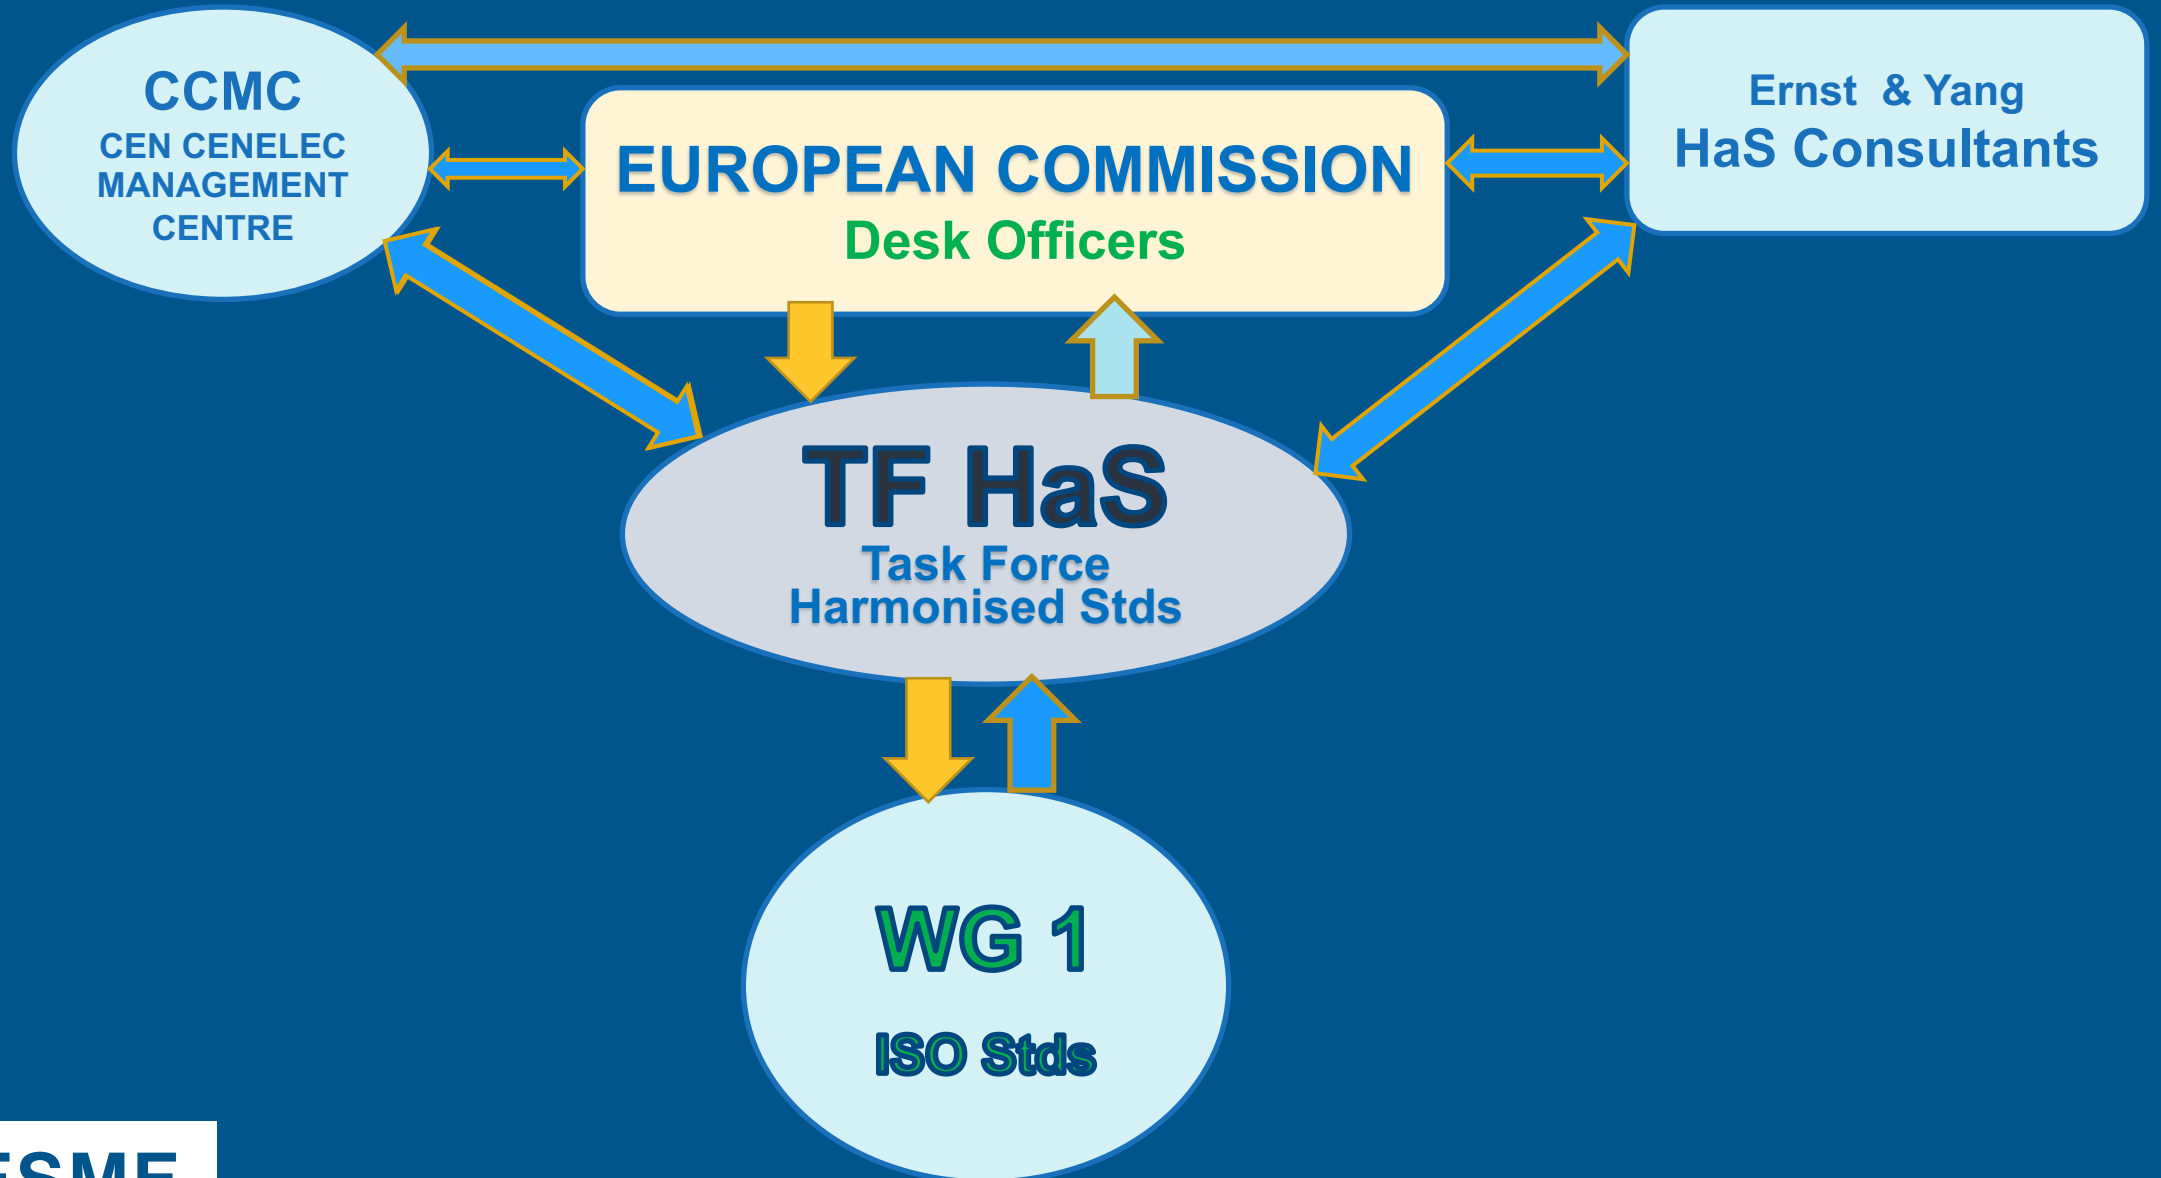 CCMC
CEN CENELEC
MANAGEMENT
CENTRE
EUROPEAN COMMISSION
Desk Officers
Ernst & Yang
HaS Consultants
TF HaS
Task Force
Harmonised Stds
WG 1
ISO Stds